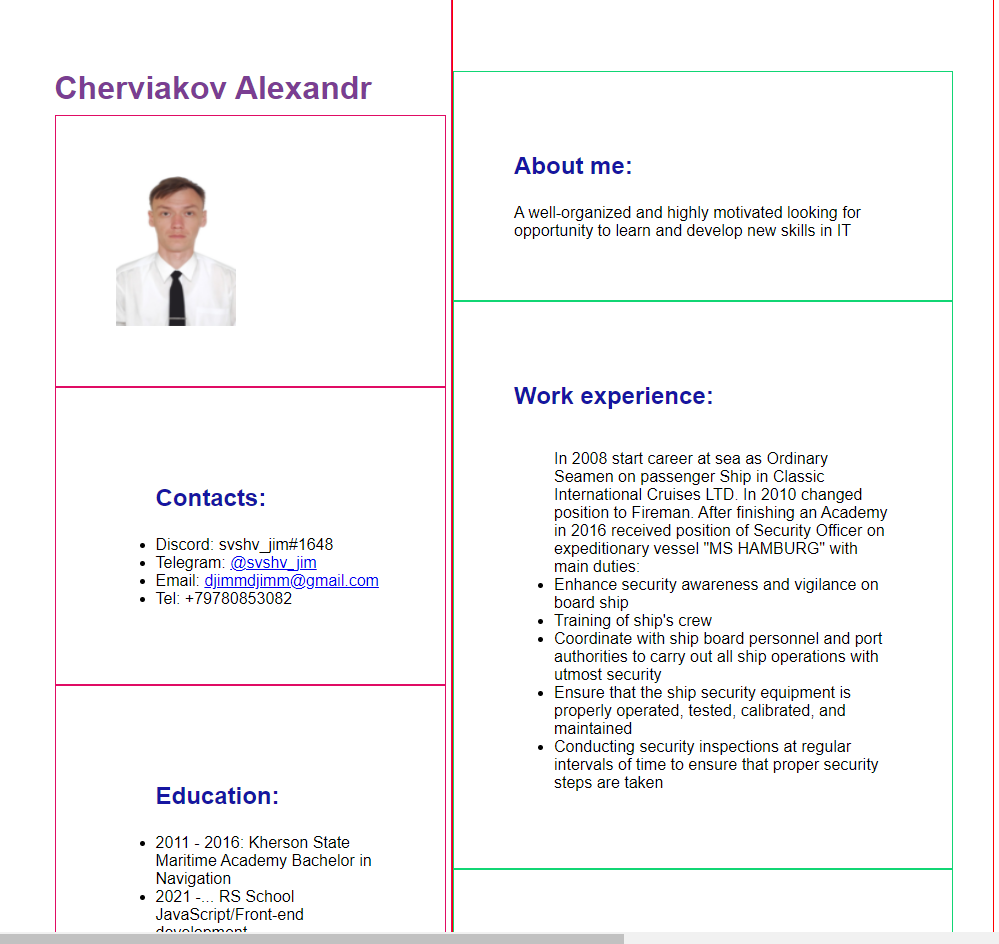 Cherviakov Alexandr
Contacts:
Discord: svshv_jim#1648
Telegram: @svshv_jim
Email: djimmdjimm@gmail.com
Tel: +79780853082
Education:
2011 - 2016: Kherson State
Maritime Academy Bachelor in
Navigation
2021 -... RS School
JavaScript/Front-end
development
About me:
A well-organized and highly motivated looking for
opportunity to learn and develop new skills in IT
Work experience:
In 2008 start career at sea as Ordinary
Seamen on passenger Ship in Classic
International Cruises LTD. In 2010 changed
position to Fireman. After finishing an Academy
in 2016 received position of Security Officer on
expeditionary vessel "MS HAMBURG" with
main duties:
Enhance security awareness and vigilance on
board ship
Training of ship's crew
Coordinate with ship board personnel and port
authorities to carry out all ship operations with
utmost security
Ensure that the ship security equipment is
properly operated, tested, calibrated, and
maintained
Conducting security inspections at regular
intervals of time to ensure that proper security
steps are taken